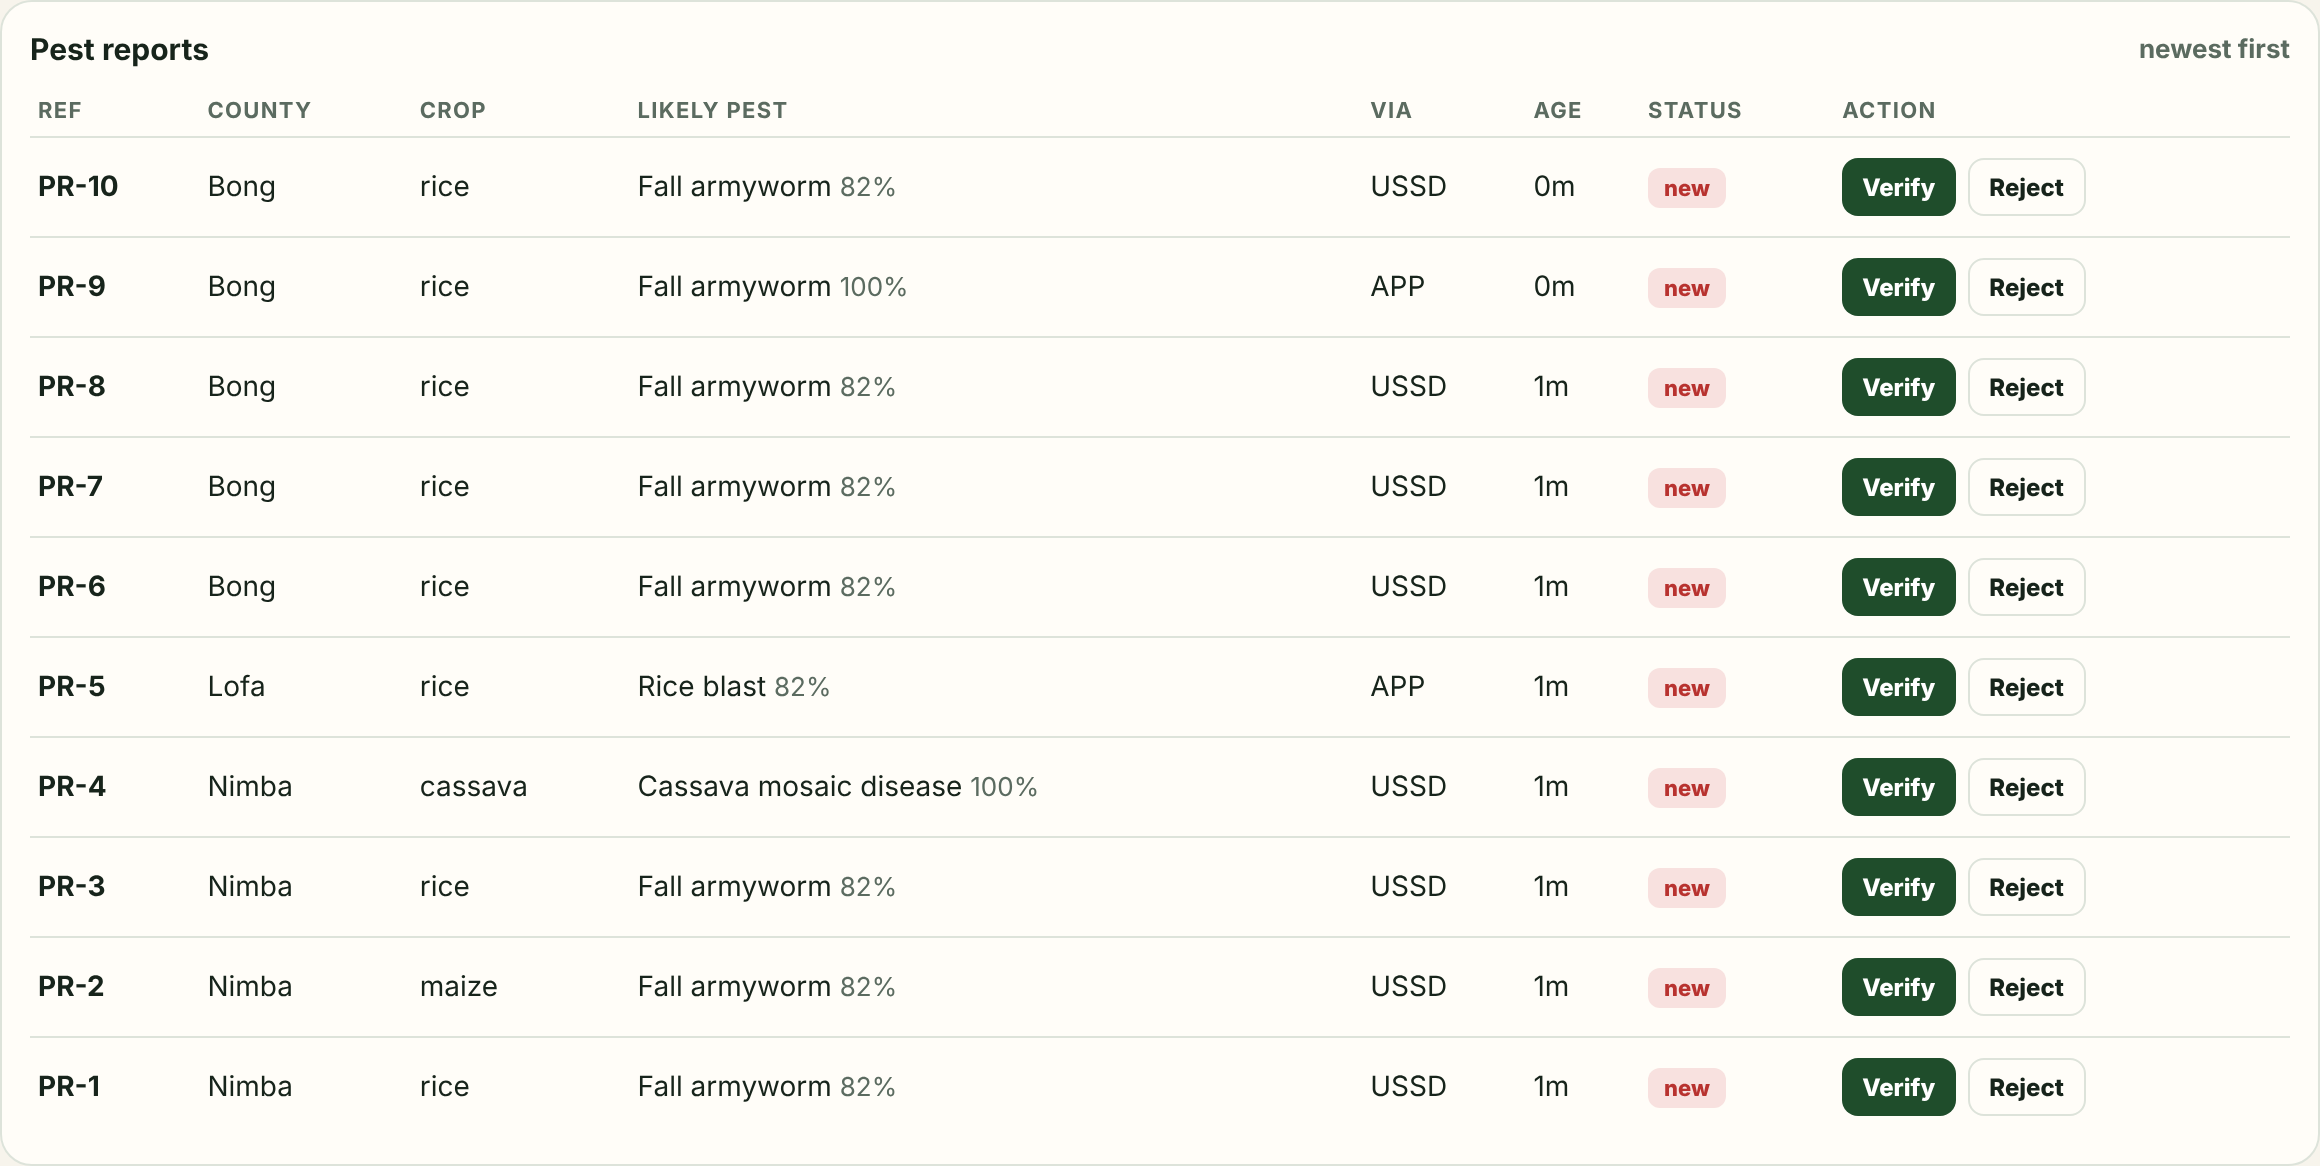 Pest reports newest first
REF COUNTY CROP LIKELY PEST VIA AGE STATUS ACTION
PR-10 Bong rice Fall armyworm 82% USSD 0m new Verify Reject
PR-9 Bong rice Fall armyworm 100% APP 0m new Verify Reject
PR-8 Bong rice Fall armyworm 82% USSD 1m new Verify Reject
PR-7 Bong rice Fall armyworm 82% USSD 1m new Verify Reject
PR-6 Bong rice Fall armyworm 82% USSD 1m new Verify Reject
PR-5 Lofa rice Rice blast 82% APP 1m new Verify Reject
PR-4 Nimba cassava Cassava mosaic disease 100% USSD 1m new Verify Reject
PR-3 Nimba rice Fall armyworm 82% USSD 1m new Verify Reject
PR-2 Nimba maize Fall armyworm 82% USSD 1m new Verify Reject
PR-1 Nimba rice Fall armyworm 82% USSD 1m new Verify Reject